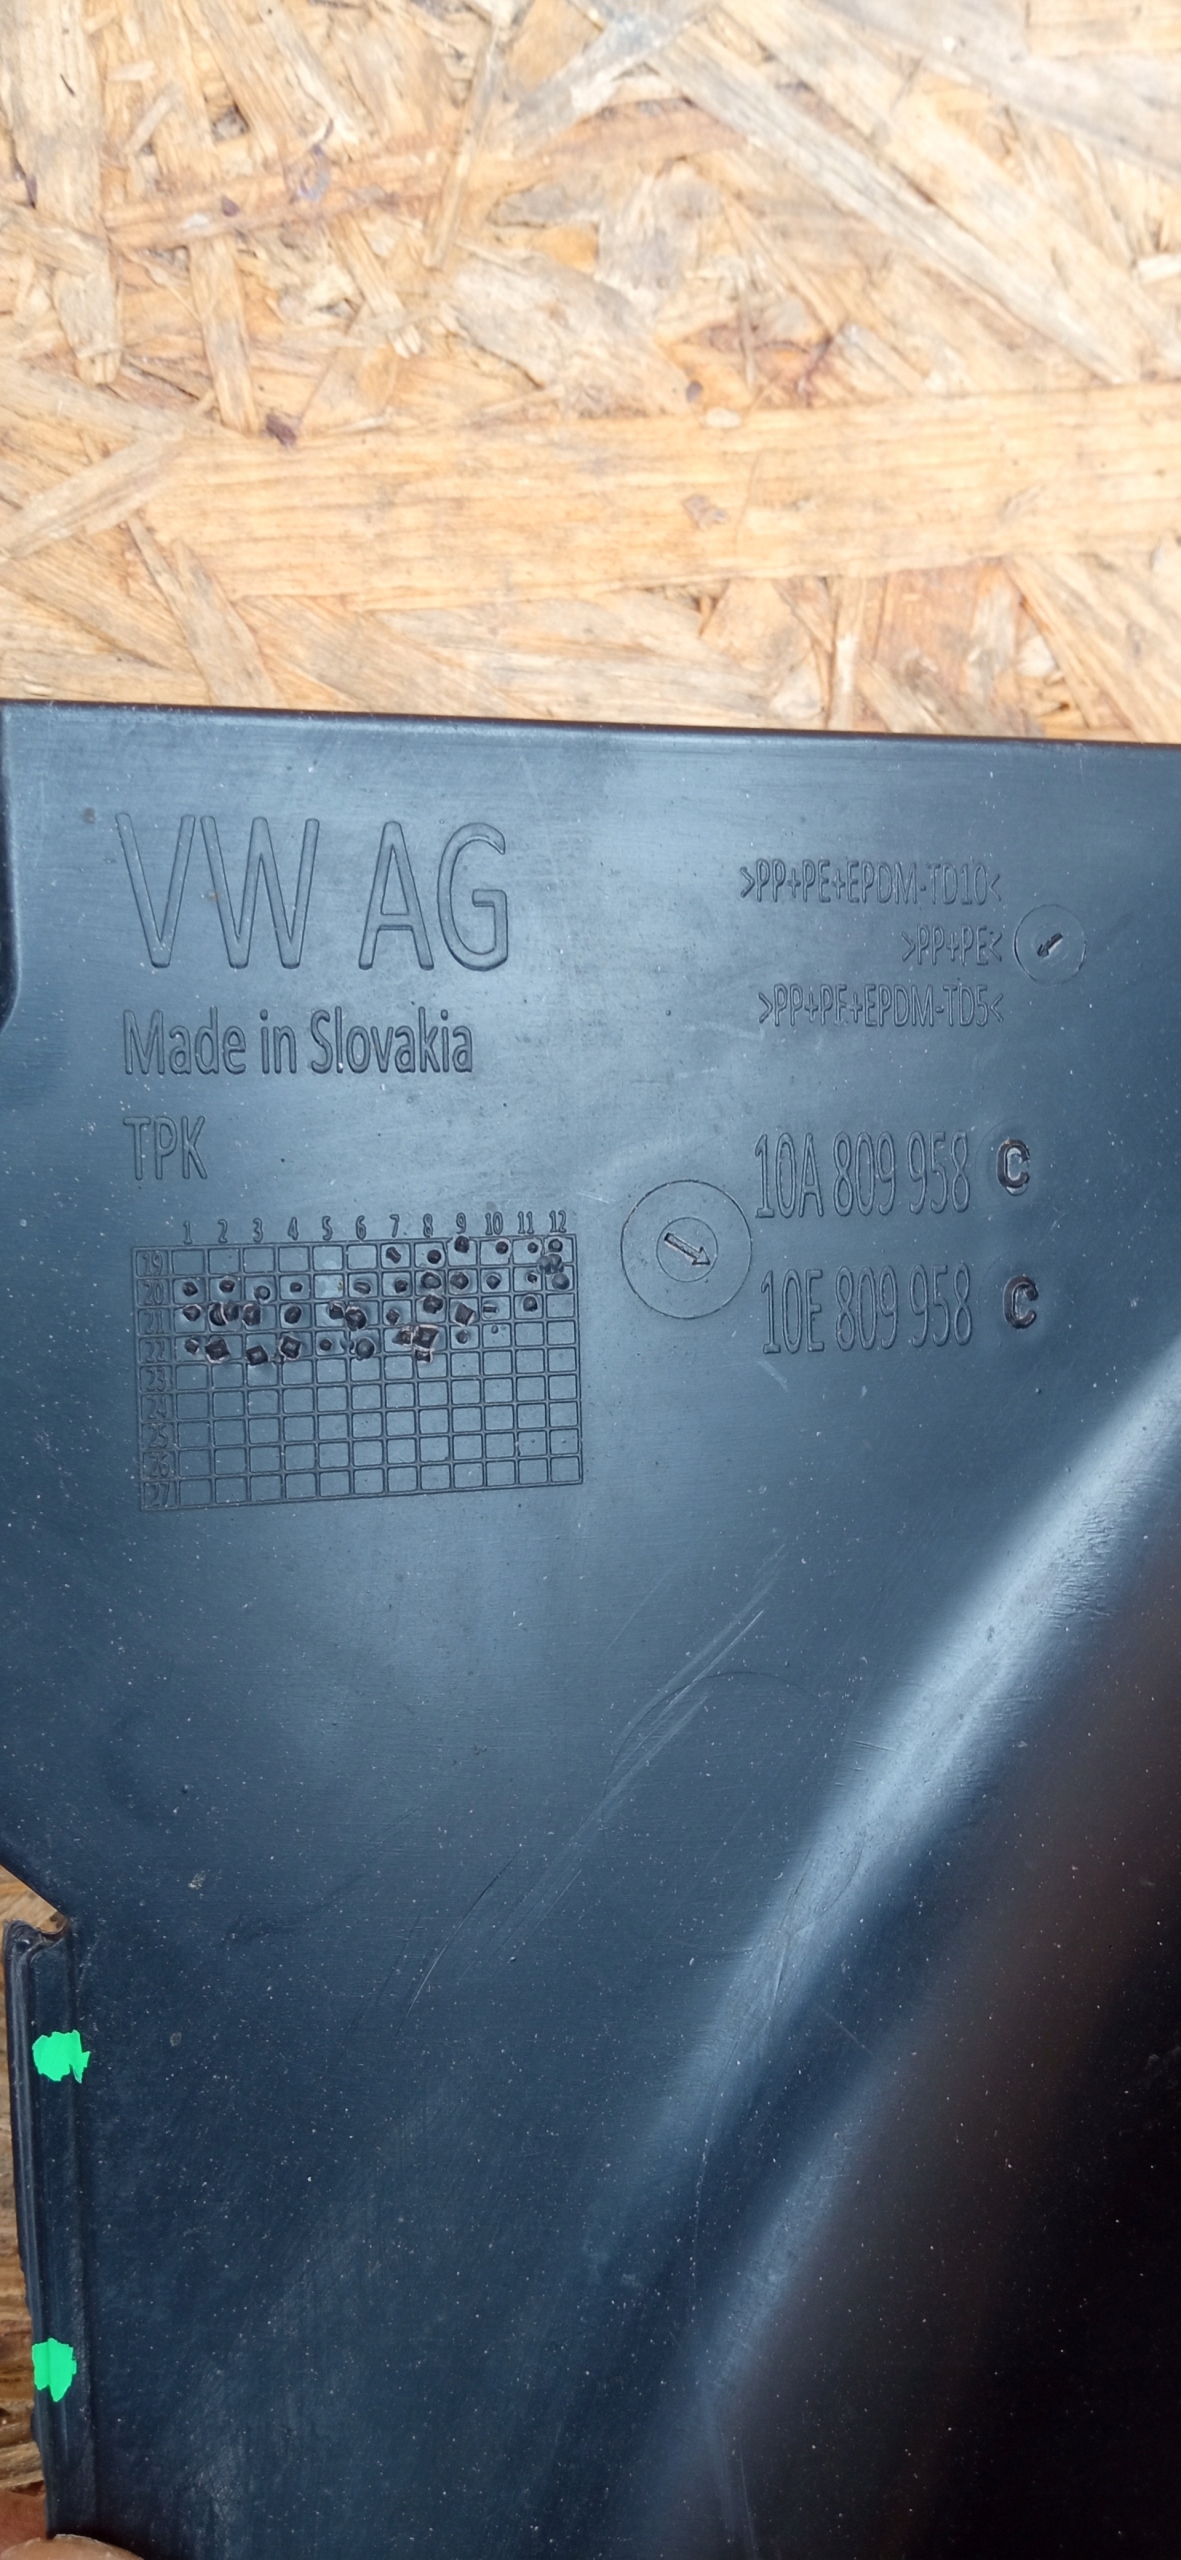 VW AG
Made in Slovakia
TPK
1 2 3 4 5 6 7 8 9 10 11 12
19
20
21
22
23
24
25
26
27
>PP+PE+EPDM-TD10<
>PP+PE<
>PP+PE+EPDM-TD5<
10A 809 958 C
10E 809 958 C